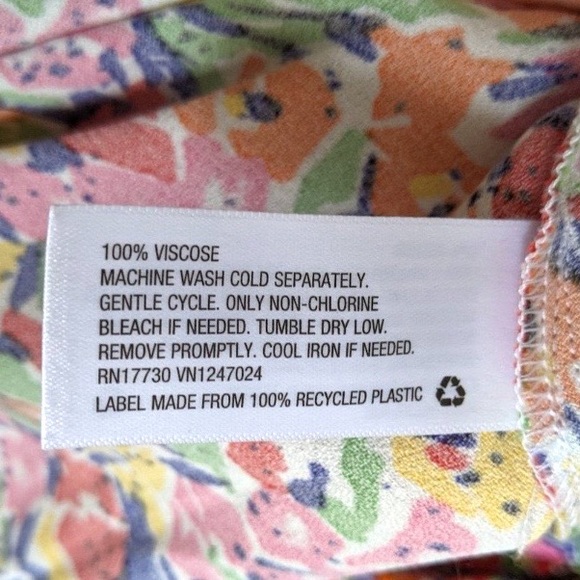 100% VISCOSE
MACHINE WASH COLD SEPARATELY.
GENTLE CYCLE. ONLY NON-CHLORINE
BLEACH IF NEEDED. TUMBLE DRY LOW.
REMOVE PROMPTLY. COOL IRON IF NEEDED.
RN17730 VN1247024
LABEL MADE FROM 100% RECYCLED PLASTIC